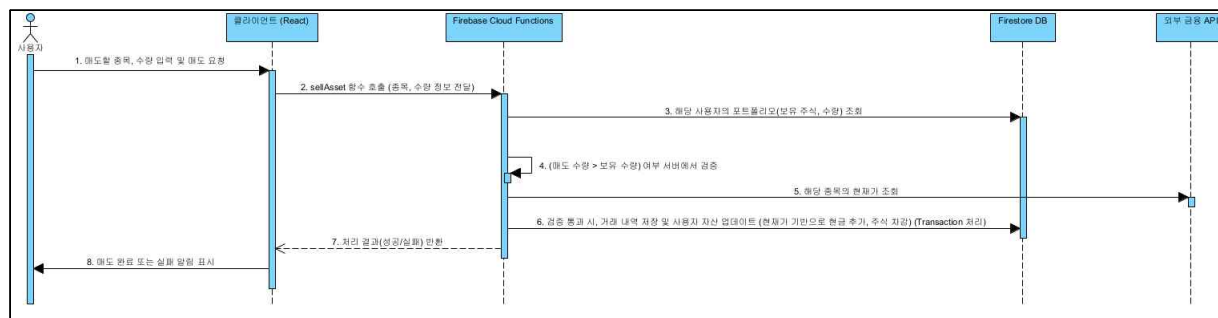 클라이언트 (React)
Firebase Cloud Functions
Firestore DB
외부 금융 API
사용자
1. 매도할 종목, 수량 입력 및 매도 요청
2. sellAsset 함수 호출 (종목, 수량 정보 전달)
3. 해당 사용자의 포트폴리오(보유 주식, 수량) 조회
4. (매도 수량 > 보유 수량) 여부 서버에서 검증
5. 해당 종목의 현재가 조회
6. 검증 통과 시, 거래 내역 저장 및 사용자 자산 업데이트 (현재가 기반으로 현금 추가, 주식 차감) (Transaction 처리)
7. 처리 결과(성공/실패) 반환
8. 매도 완료 또는 실패 알림 표시